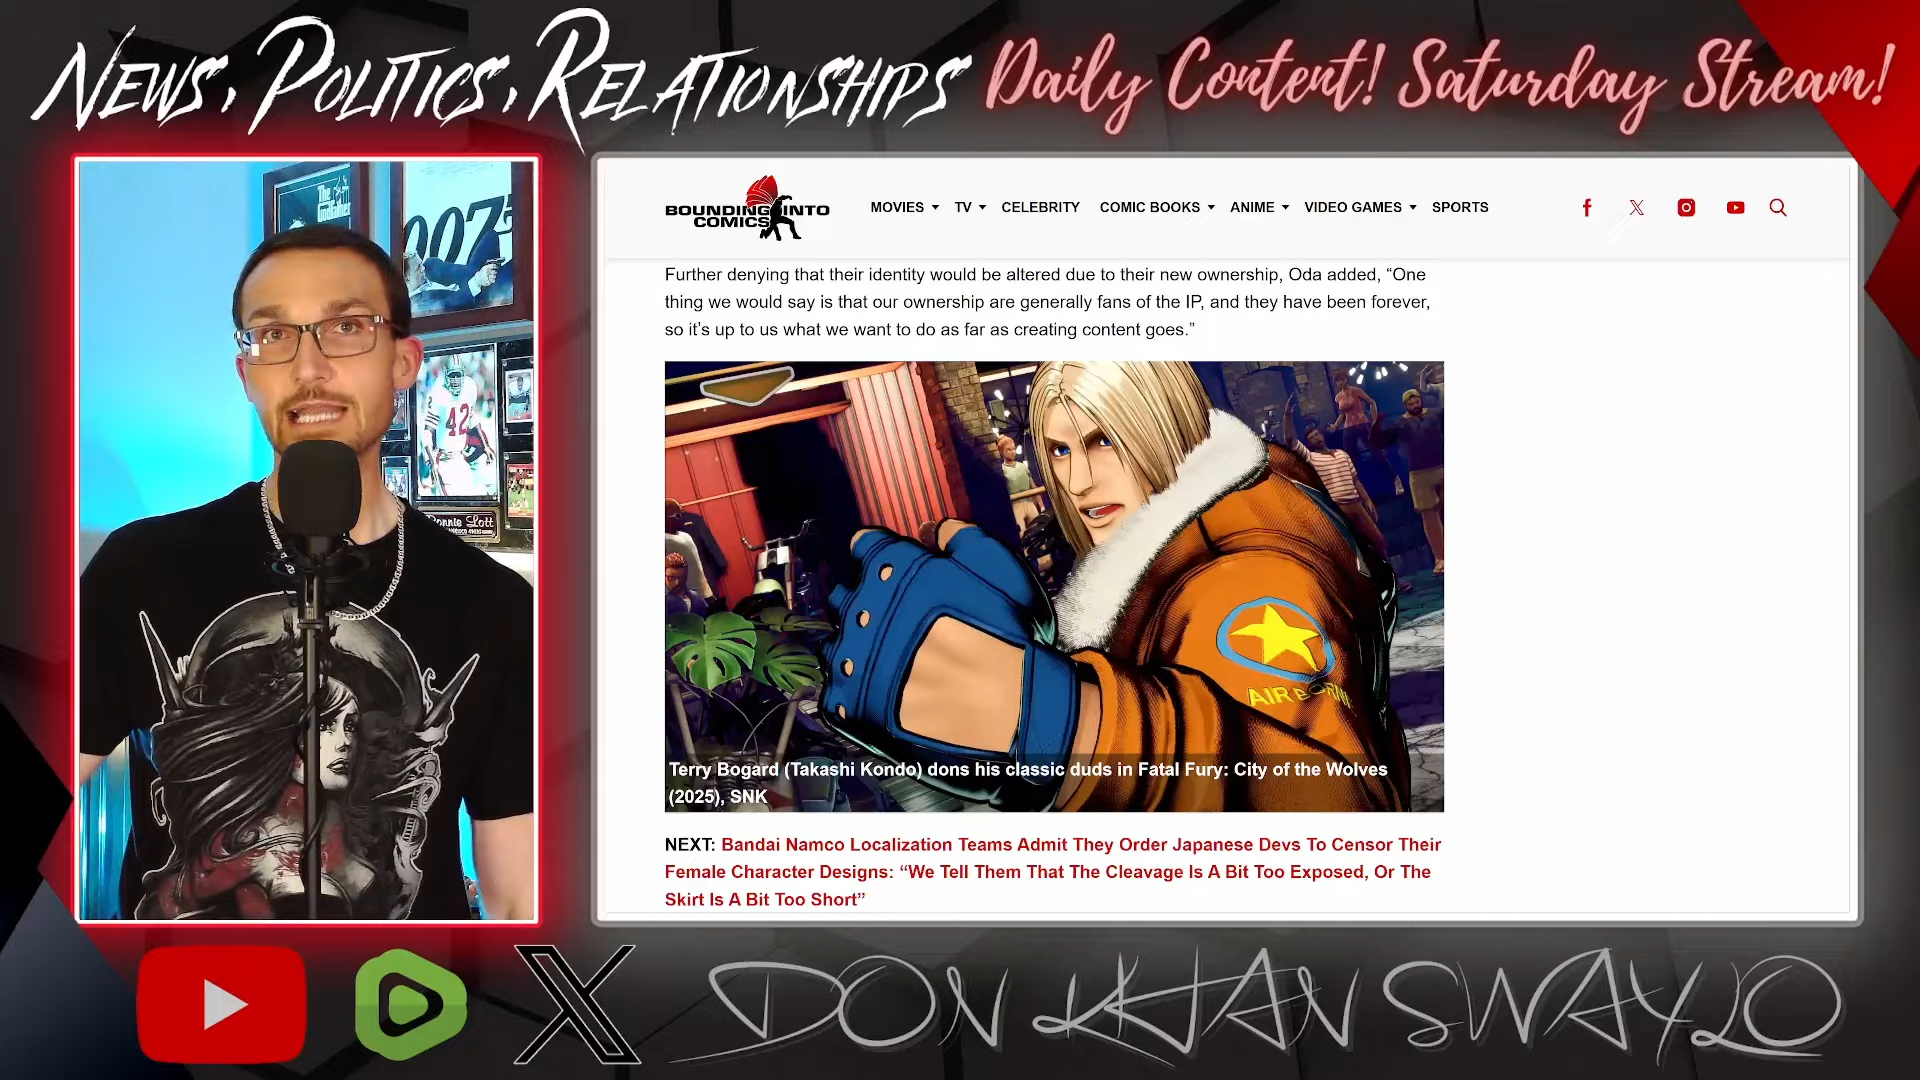 News, Politics, Relationships
Daily Content! Saturday Stream!
The Godfather
007
42
Ronnie Lott
BOUNDING INTO COMICS
MOVIES
TV
CELEBRITY
COMIC BOOKS
ANIME
VIDEO GAMES
SPORTS
Further denying that their identity would be altered due to their new ownership, Oda added, “One
thing we would say is that our ownership are generally fans of the IP, and they have been forever,
so it’s up to us what we want to do as far as creating content goes.”
Terry Bogard (Takashi Kondo) dons his classic duds in Fatal Fury: City of the Wolves
(2025), SNK
NEXT: Bandai Namco Localization Teams Admit They Order Japanese Devs To Censor Their
Female Character Designs: “We Tell Them That The Cleavage Is A Bit Too Exposed, Or The
Skirt Is A Bit Too Short”
DON KHAN SWAYLO